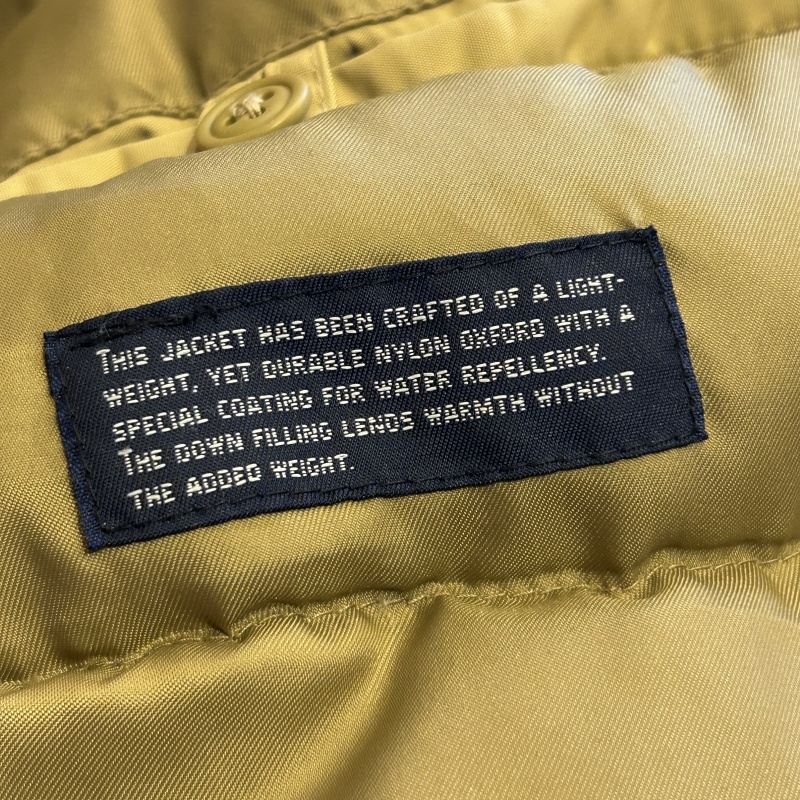 THIS JACKET HAS BEEN CRAFTED OF A LIGHT-
WEIGHT, YET DURABLE NYLON OXFORD WITH A
SPECIAL COATING FOR WATER REPELLENCY.
THE DOWN FILLING LENDS WARMTH WITHOUT
THE ADDED WEIGHT.